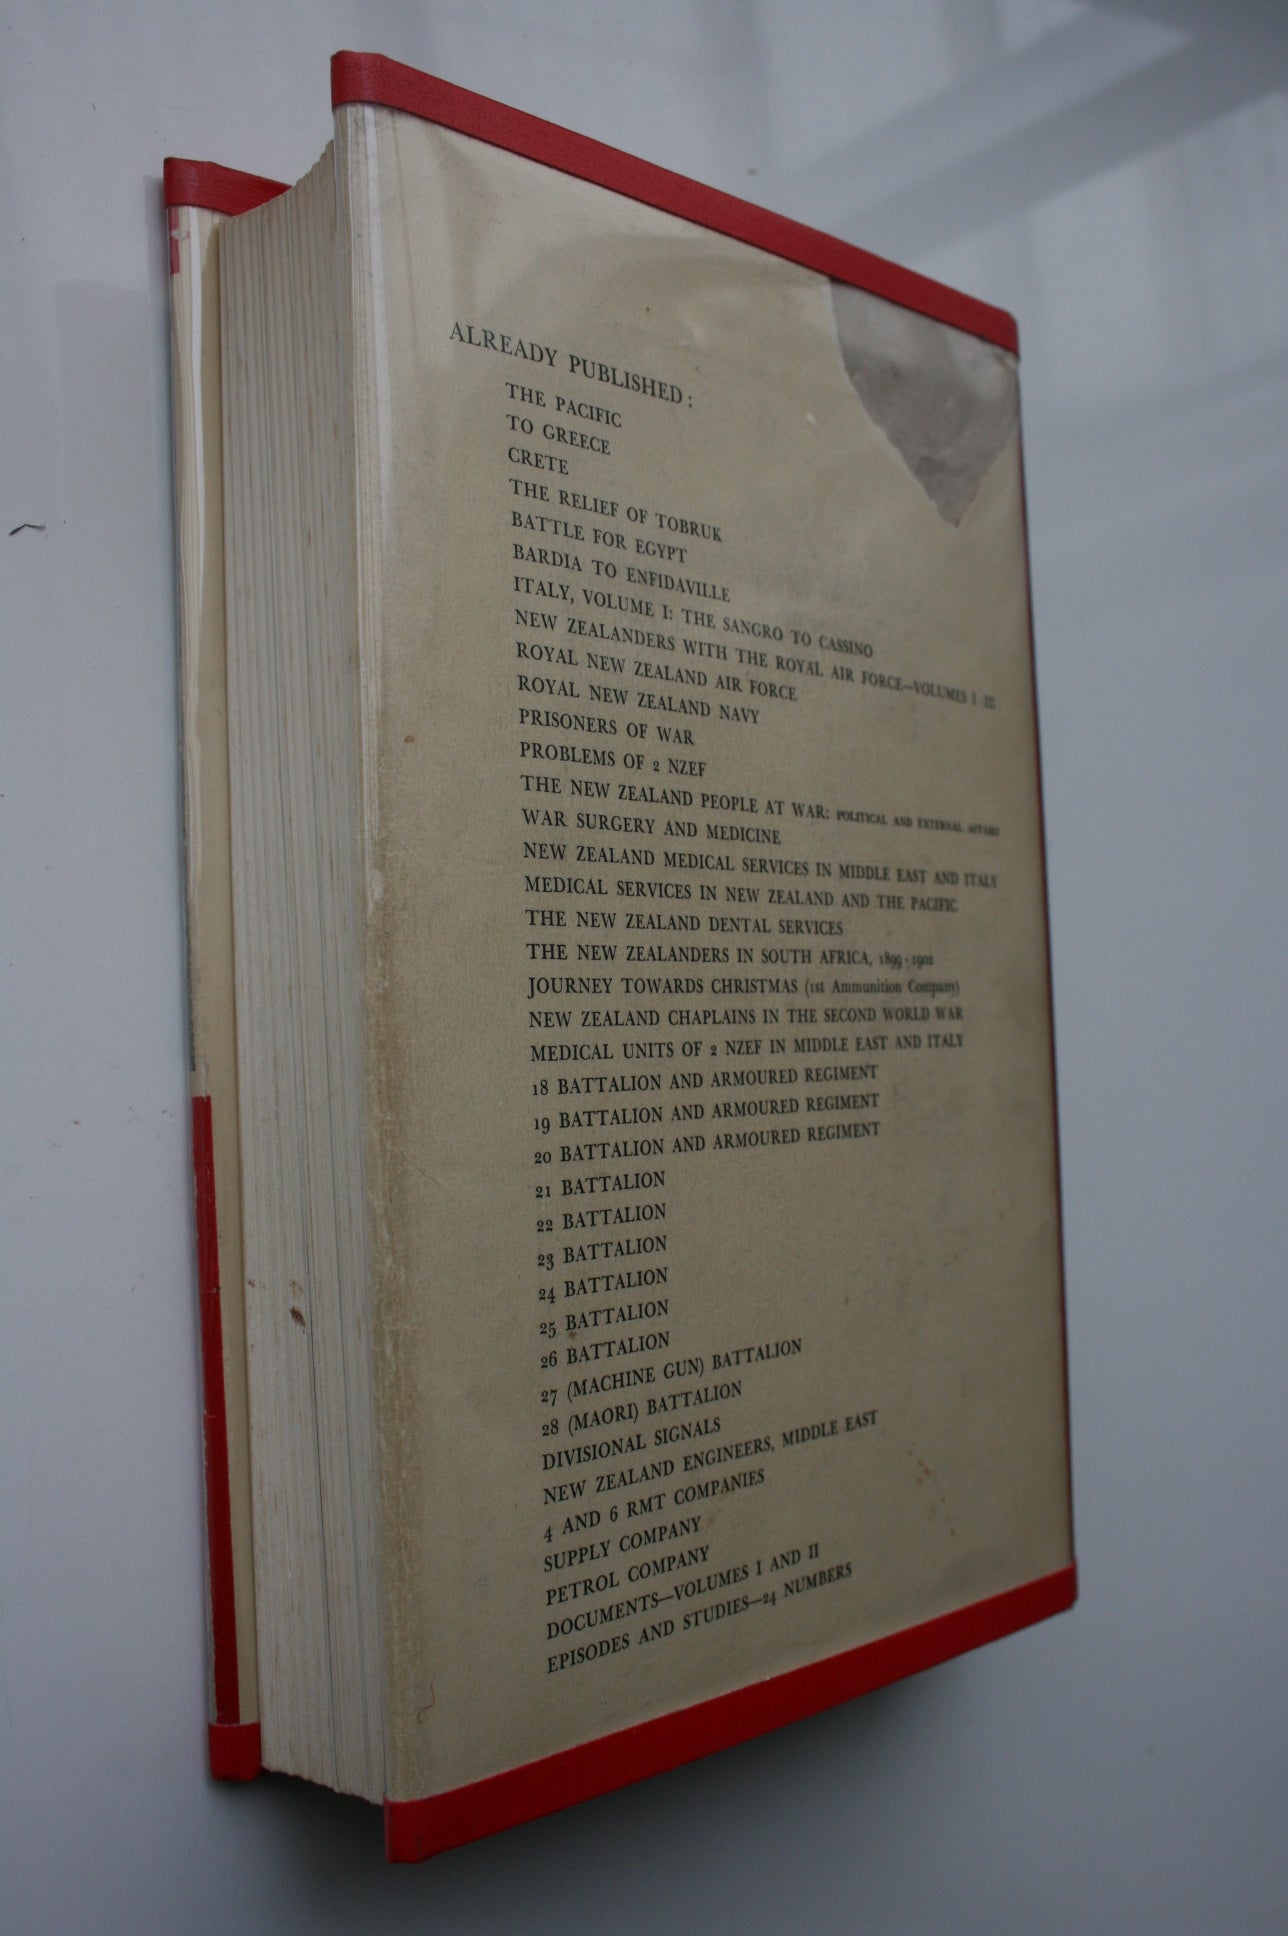 ALREADY PUBLISHED:
THE PACIFIC
TO GREECE
CRETE
THE RELIEF OF TOBRUK
BATTLE FOR EGYPT
BARDIA TO ENFIDAVILLE
ITALY, VOLUME I: THE SANGRO TO CASSINO
NEW ZEALANDERS WITH THE ROYAL AIR FORCE—VOLUMES I-III
ROYAL NEW ZEALAND AIR FORCE
ROYAL NEW ZEALAND NAVY
PRISONERS OF WAR
PROBLEMS OF 2 NZEF
THE NEW ZEALAND PEOPLE AT WAR: POLITICAL AND EXTERNAL AFFAIRS
WAR SURGERY AND MEDICINE
NEW ZEALAND MEDICAL SERVICES IN MIDDLE EAST AND ITALY
MEDICAL SERVICES IN NEW ZEALAND AND THE PACIFIC
THE NEW ZEALAND DENTAL SERVICES
THE NEW ZEALANDERS IN SOUTH AFRICA, 1899-1902
JOURNEY TOWARDS CHRISTMAS (1st Ammunition Company)
NEW ZEALAND CHAPLAINS IN THE SECOND WORLD WAR
MEDICAL UNITS OF 2 NZEF IN MIDDLE EAST AND ITALY
18 BATTALION AND ARMOURED REGIMENT
19 BATTALION AND ARMOURED REGIMENT
20 BATTALION AND ARMOURED REGIMENT
21 BATTALION
22 BATTALION
23 BATTALION
24 BATTALION
25 BATTALION
26 BATTALION
27 (MACHINE GUN) BATTALION
28 (MAORI) BATTALION
DIVISIONAL SIGNALS
NEW ZEALAND ENGINEERS, MIDDLE EAST
4 AND 6 RMT COMPANIES
SUPPLY COMPANY
PETROL COMPANY
DOCUMENTS—VOLUMES I AND II
EPISODES AND STUDIES—24 NUMBERS